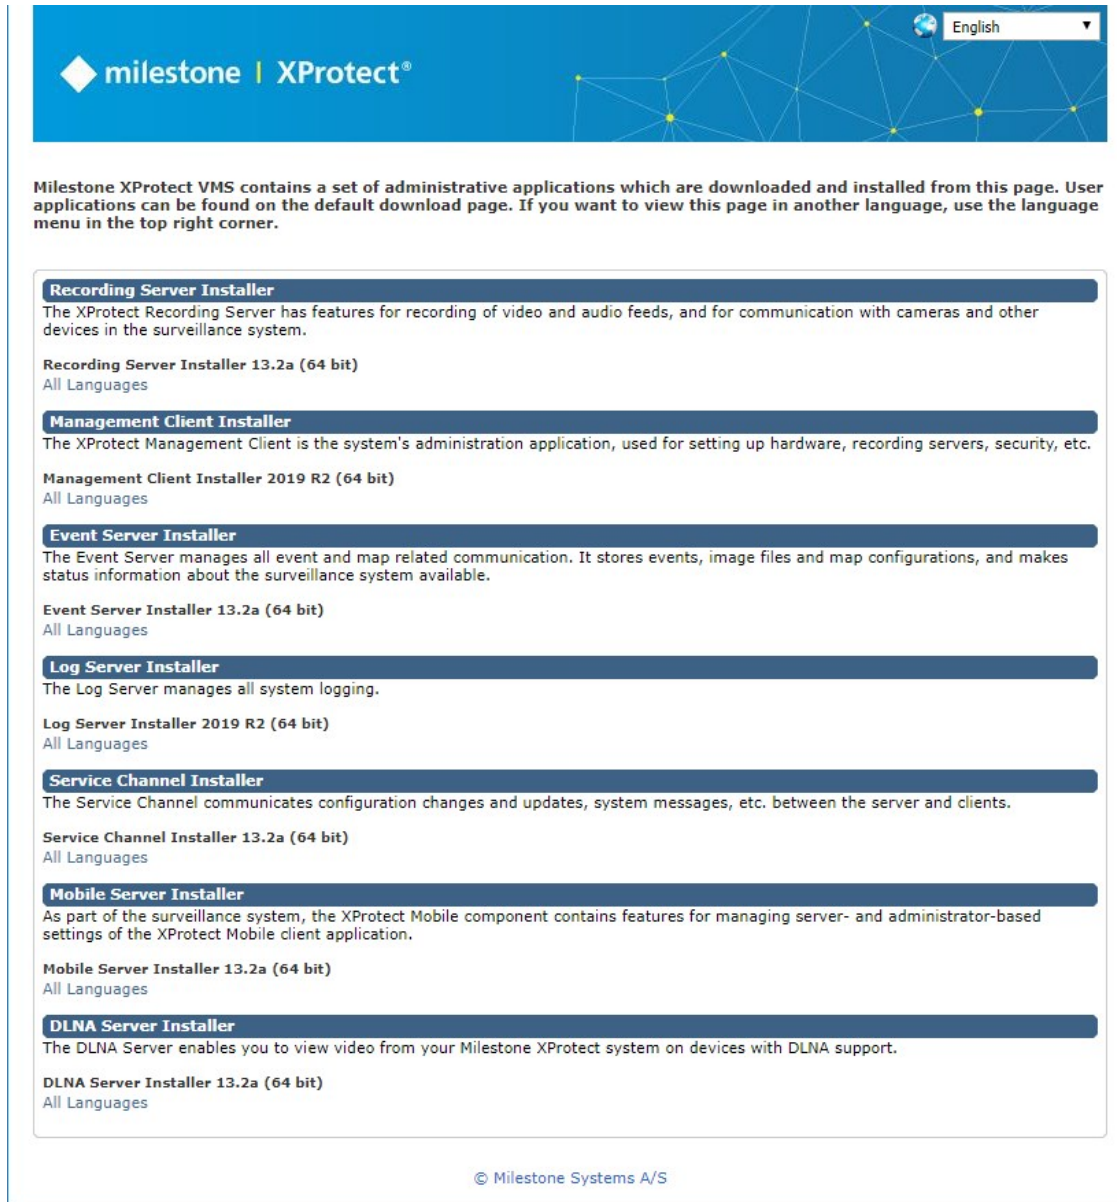 English
milestone | XProtect®
Milestone XProtect VMS contains a set of administrative applications which are downloaded and installed from this page. User
applications can be found on the default download page. If you want to view this page in another language, use the language
menu in the top right corner.
Recording Server Installer
The XProtect Recording Server has features for recording of video and audio feeds, and for communication with cameras and other
devices in the surveillance system.
Recording Server Installer 13.2a (64 bit)
All Languages
Management Client Installer
The XProtect Management Client is the system's administration application, used for setting up hardware, recording servers, security, etc.
Management Client Installer 2019 R2 (64 bit)
All Languages
Event Server Installer
The Event Server manages all event and map related communication. It stores events, image files and map configurations, and makes
status information about the surveillance system available.
Event Server Installer 13.2a (64 bit)
All Languages
Log Server Installer
The Log Server manages all system logging.
Log Server Installer 2019 R2 (64 bit)
All Languages
Service Channel Installer
The Service Channel communicates configuration changes and updates, system messages, etc. between the server and clients.
Service Channel Installer 13.2a (64 bit)
All Languages
Mobile Server Installer
As part of the surveillance system, the XProtect Mobile component contains features for managing server- and administrator-based
settings of the XProtect Mobile client application.
Mobile Server Installer 13.2a (64 bit)
All Languages
DLNA Server Installer
The DLNA Server enables you to view video from your Milestone XProtect system on devices with DLNA support.
DLNA Server Installer 13.2a (64 bit)
All Languages
© Milestone Systems A/S